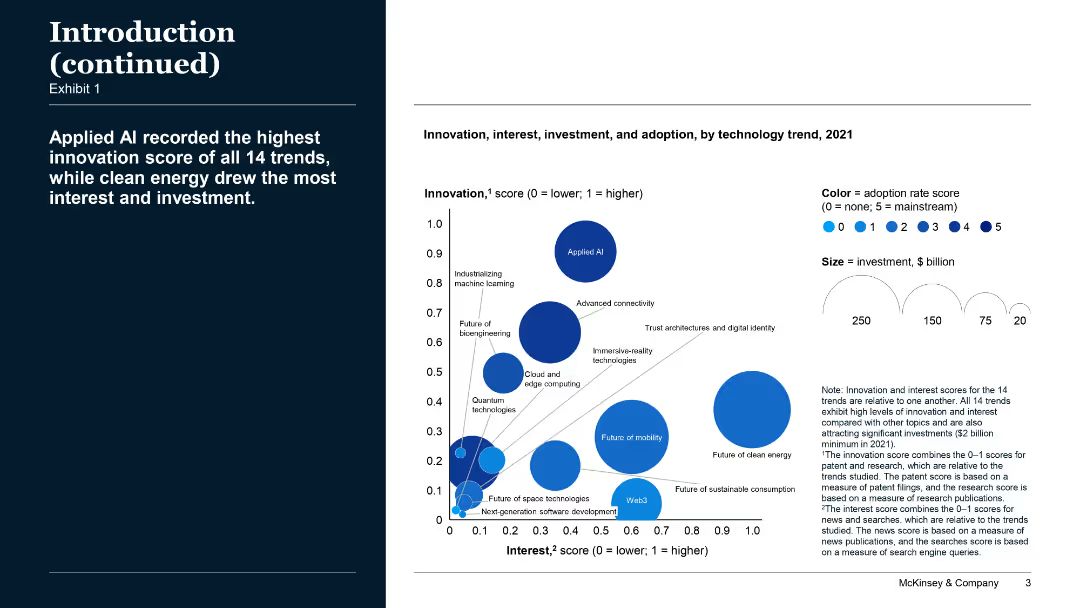 Introduction
(continued)
Exhibit 1
Applied AI recorded the highest
innovation score of all 14 trends,
while clean energy drew the most
interest and investment.
Innovation, interest, investment, and adoption, by technology trend, 2021
Innovation,¹ score (0 = lower; 1 = higher)
1.0
0.9
0.8
0.7
0.6
0.5
0.4
0.3
0.2
0.1
0
Applied AI
Industrializing
machine learning
Advanced connectivity
Future of
bioengineering
Trust architectures and digital identity
Immersive-reality
technologies
Cloud and
edge computing
Quantum
technologies
Future of mobility
Future of clean energy
Future of sustainable consumption
Future of space technologies
Web3
Next-generation software development
0 0.1 0.2 0.3 0.4 0.5 0.6 0.7 0.8 0.9 1.0
Interest,² score (0 = lower; 1 = higher)
Color = adoption rate score
(0 = none; 5 = mainstream)
0 1 2 3 4 5
Size = investment, $ billion
250 150 75 20
Note: Innovation and interest scores for the 14
trends are relative to one another. All 14 trends
exhibit high levels of innovation and interest
compared with other topics and are also
attracting significant investments ($2 billion
minimum in 2021).
¹The innovation score combines the 0–1 scores for
patent and research, which are relative to the
trends studied. The patent score is based on a
measure of patent filings, and the research score is
based on a measure of research publications.
²The interest score combines the 0–1 scores for
news and searches, which are relative to the trends
studied. The news score is based on a measure of
news publications, and the searches score is based
on a measure of search engine queries.
McKinsey & Company 3